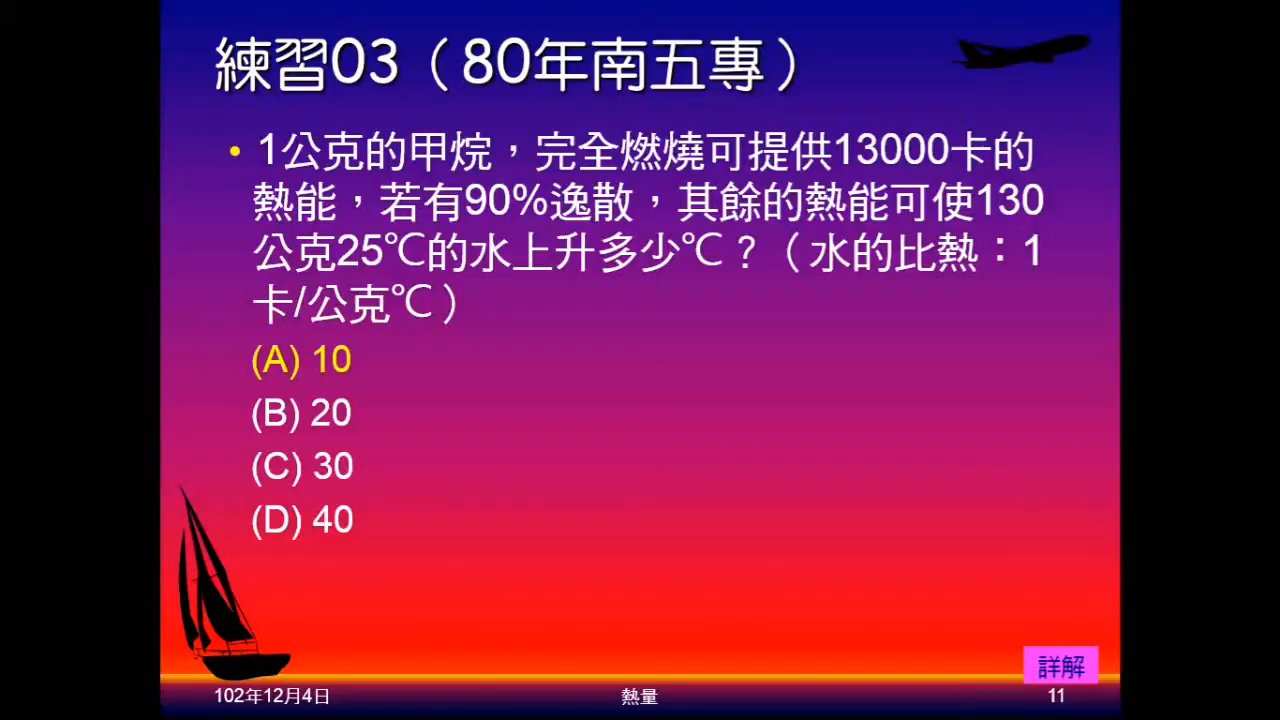 練習03（80年南五專）
• 1公克的甲烷，完全燃燒可提供13000卡的
熱能，若有90%逸散，其餘的熱能可使130
公克25℃的水上升多少℃？（水的比熱：1
卡/公克℃）
(A) 10
(B) 20
(C) 30
(D) 40
詳解
102年12月4日 熱量 11